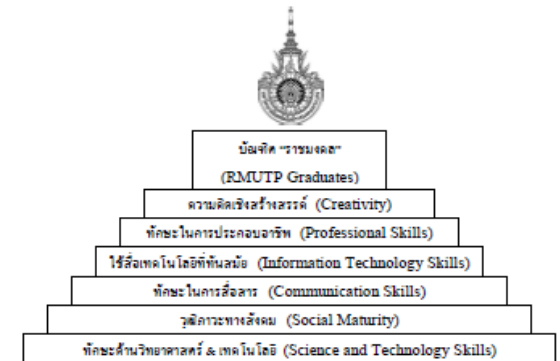 บัณฑิต "ราชมงคล"
(RMUTP Graduates)
ความคิดเชิงสร้างสรรค์ (Creativity)
ทักษะในการประกอบอาชีพ (Professional Skills)
ใช้สื่อเทคโนโลยีที่ทันสมัย (Information Technology Skills)
ทักษะในการสื่อสาร (Communication Skills)
วุฒิภาวะทางสังคม (Social Maturity)
ทักษะด้านวิทยาศาสตร์ & เทคโนโลยี (Science and Technology Skills)